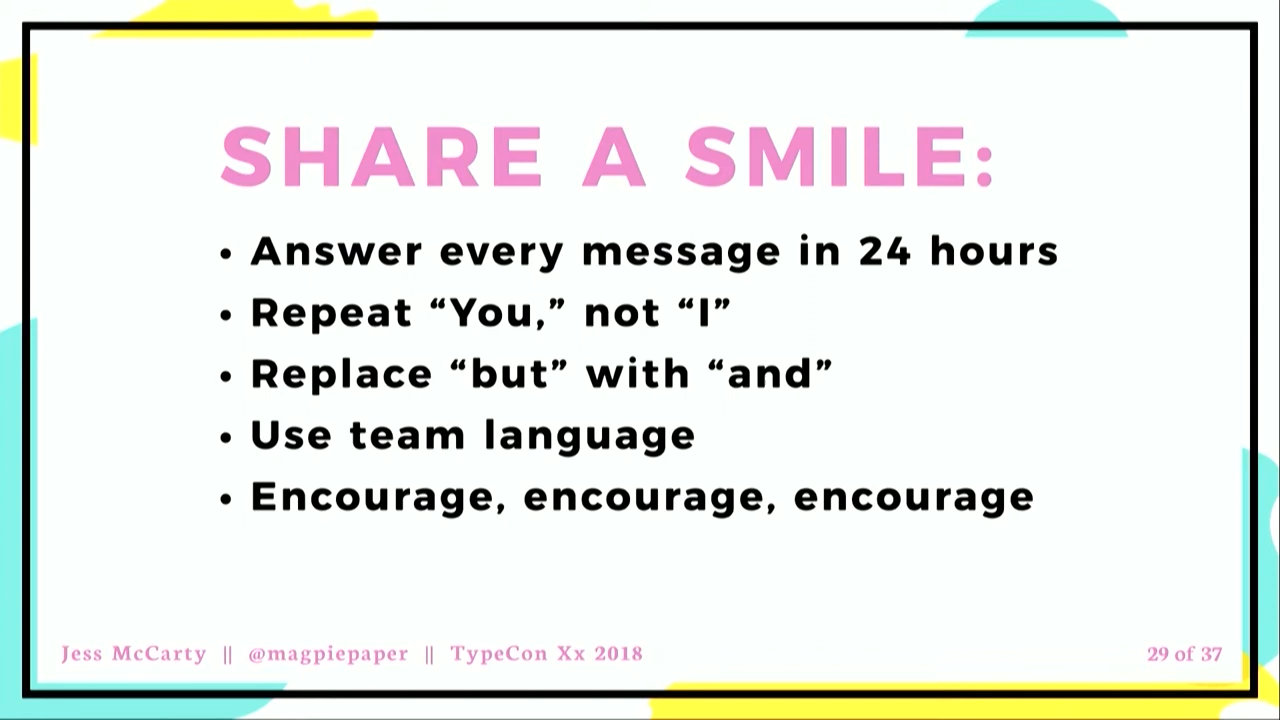 SHARE A SMILE:
• Answer every message in 24 hours
• Repeat “You,” not “I”
• Replace “but” with “and”
• Use team language
• Encourage, encourage, encourage
Jess McCarty || @magpiepaper || TypeCon Xx 2018
29 of 37